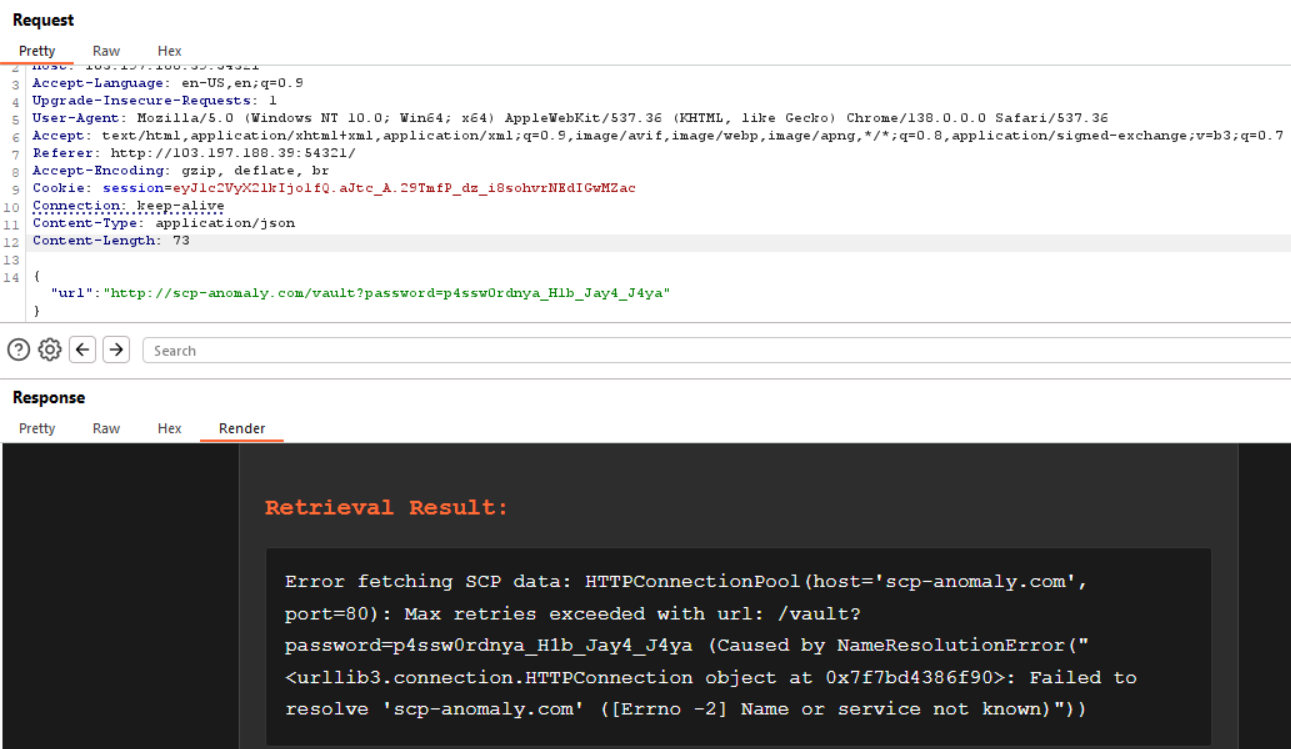 Request
Pretty Raw Hex
2 Host: 103.197.188.39:54321
3 Accept-Language: en-US,en;q=0.9
4 Upgrade-Insecure-Requests: 1
5 User-Agent: Mozilla/5.0 (Windows NT 10.0; Win64; x64) AppleWebKit/537.36 (KHTML, like Gecko) Chrome/138.0.0.0 Safari/537.36
6 Accept: text/html,application/xhtml+xml,application/xml;q=0.9,image/avif,image/webp,image/apng,*/*;q=0.8,application/signed-exchange;v=b3;q=0.7
7 Referer: http://103.197.188.39:54321/
8 Accept-Encoding: gzip, deflate, br
9 Cookie: session=eyJ1c2VyX2lkIjo1fQ.aJtc_A.29TmfP_dz_i8sohvrNEdIGwMZac
10 Connection: keep-alive
11 Content-Type: application/json
12 Content-Length: 73
13
14 {
"url":"http://scp-anomaly.com/vault?password=p4ssw0rdnya_H1b_Jay4_J4ya"
}
Search
Response
Pretty Raw Hex Render
Retrieval Result:
Error fetching SCP data: HTTPConnectionPool(host='scp-anomaly.com',
port=80): Max retries exceeded with url: /vault?
password=p4ssw0rdnya_H1b_Jay4_J4ya (Caused by NameResolutionError("
<urllib3.connection.HTTPConnection object at 0x7f7bd4386f90>: Failed to
resolve 'scp-anomaly.com' ([Errno -2] Name or service not known)"))